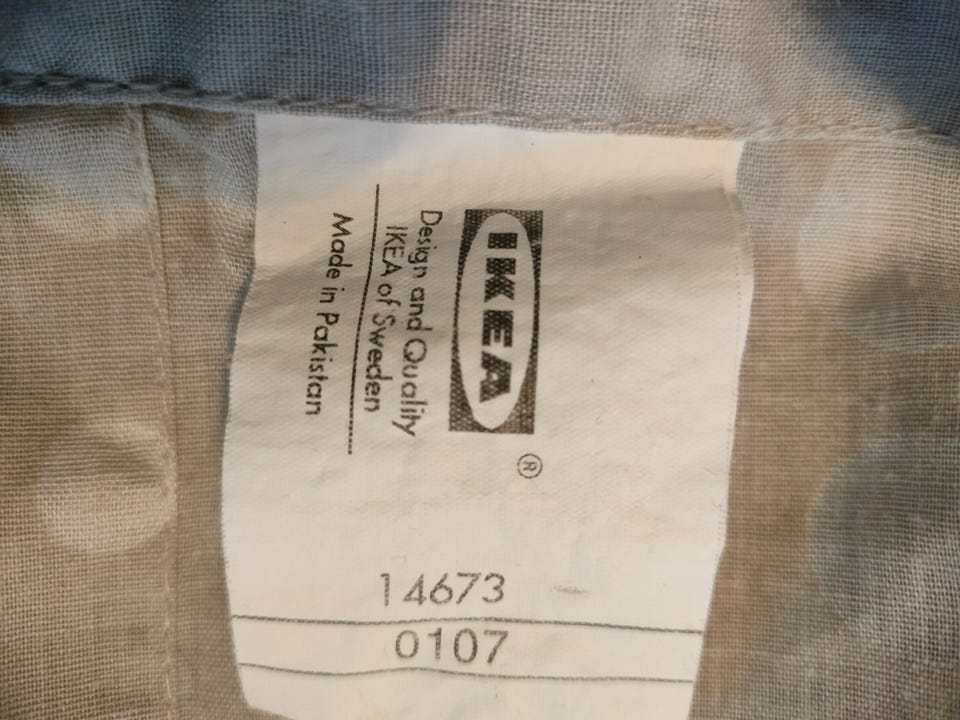 IKEA®
Design and Quality
IKEA of Sweden
Made in Pakistan
14673
0107